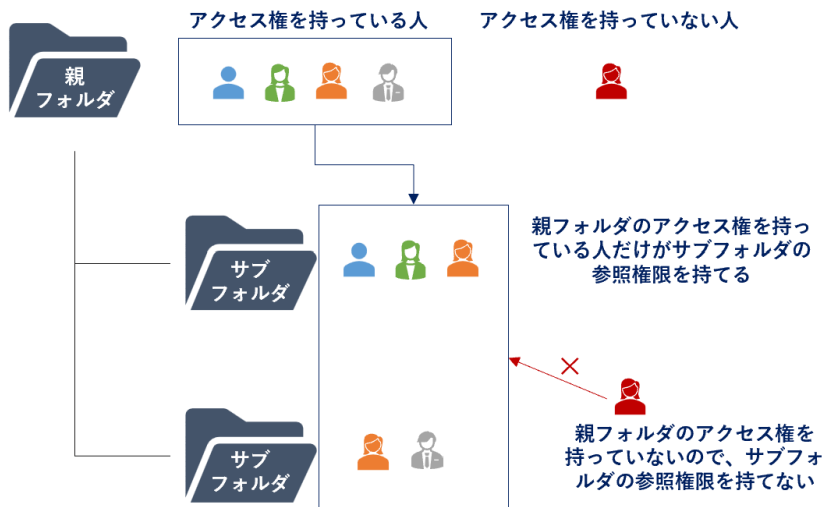 アクセス権を持っている人
アクセス権を持っていない人
親
フォルダ
サブ
フォルダ
親フォルダのアクセス権を持っ
ている人だけがサブフォルダの
参照権限を持てる
サブ
フォルダ
親フォルダのアクセス権を
持っていないので、サブフォ
ルダの参照権限を持てない